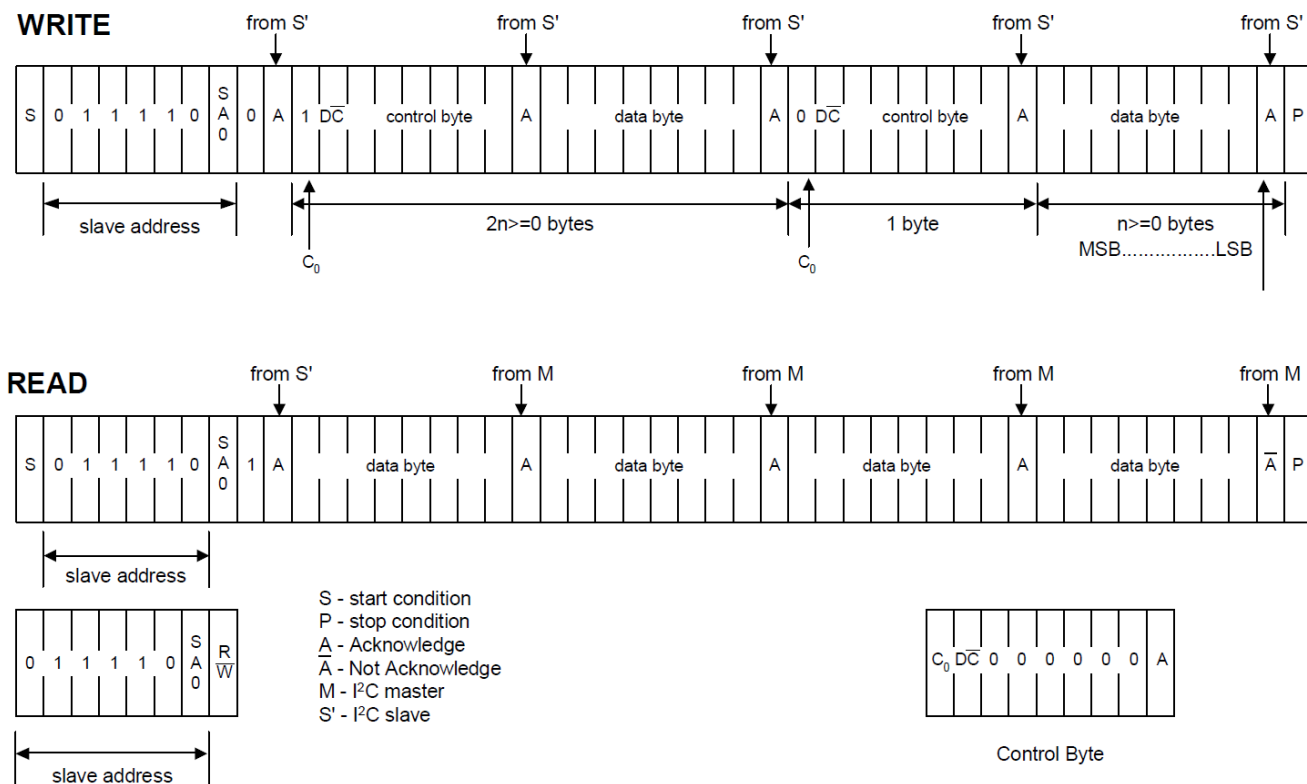 WRITE
from S' from S' from S' from S' from S'
S 0 1 1 1 1 0 SA0 0 A 1 DC̅ control byte A data byte A 0 DC̅ control byte A data byte A P
slave address 2n>=0 bytes 1 byte n>=0 bytes
MSB.................LSB
C₀ C₀
READ
from S' from M from M from M from M
S 0 1 1 1 1 0 SA0 1 A data byte A data byte A data byte A data byte A̅ P
slave address
0 1 1 1 1 0 SA0 R/W̅
slave address
S - start condition
P - stop condition
A - Acknowledge
A̅ - Not Acknowledge
M - I²C master
S' - I²C slave
C₀ DC̅ 0 0 0 0 0 0 A
Control Byte